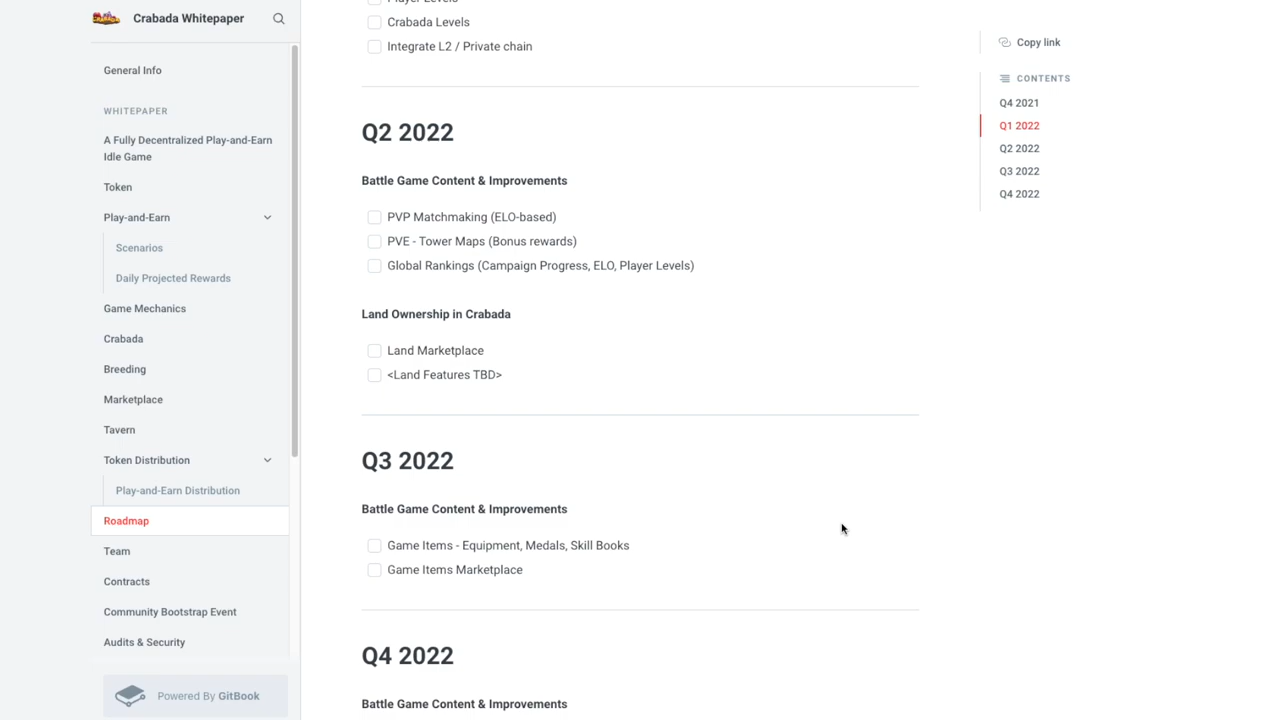 Crabada Whitepaper
General Info
WHITEPAPER
A Fully Decentralized Play-and-Earn
Idle Game
Token
Play-and-Earn
Scenarios
Daily Projected Rewards
Game Mechanics
Crabada
Breeding
Marketplace
Tavern
Token Distribution
Play-and-Earn Distribution
Roadmap
Team
Contracts
Community Bootstrap Event
Audits & Security
Powered By GitBook
Player Levels
Crabada Levels
Integrate L2 / Private chain
Q2 2022
Battle Game Content & Improvements
PVP Matchmaking (ELO-based)
PVE - Tower Maps (Bonus rewards)
Global Rankings (Campaign Progress, ELO, Player Levels)
Land Ownership in Crabada
Land Marketplace
<Land Features TBD>
Q3 2022
Battle Game Content & Improvements
Game Items - Equipment, Medals, Skill Books
Game Items Marketplace
Q4 2022
Battle Game Content & Improvements
Copy link
CONTENTS
Q4 2021
Q1 2022
Q2 2022
Q3 2022
Q4 2022